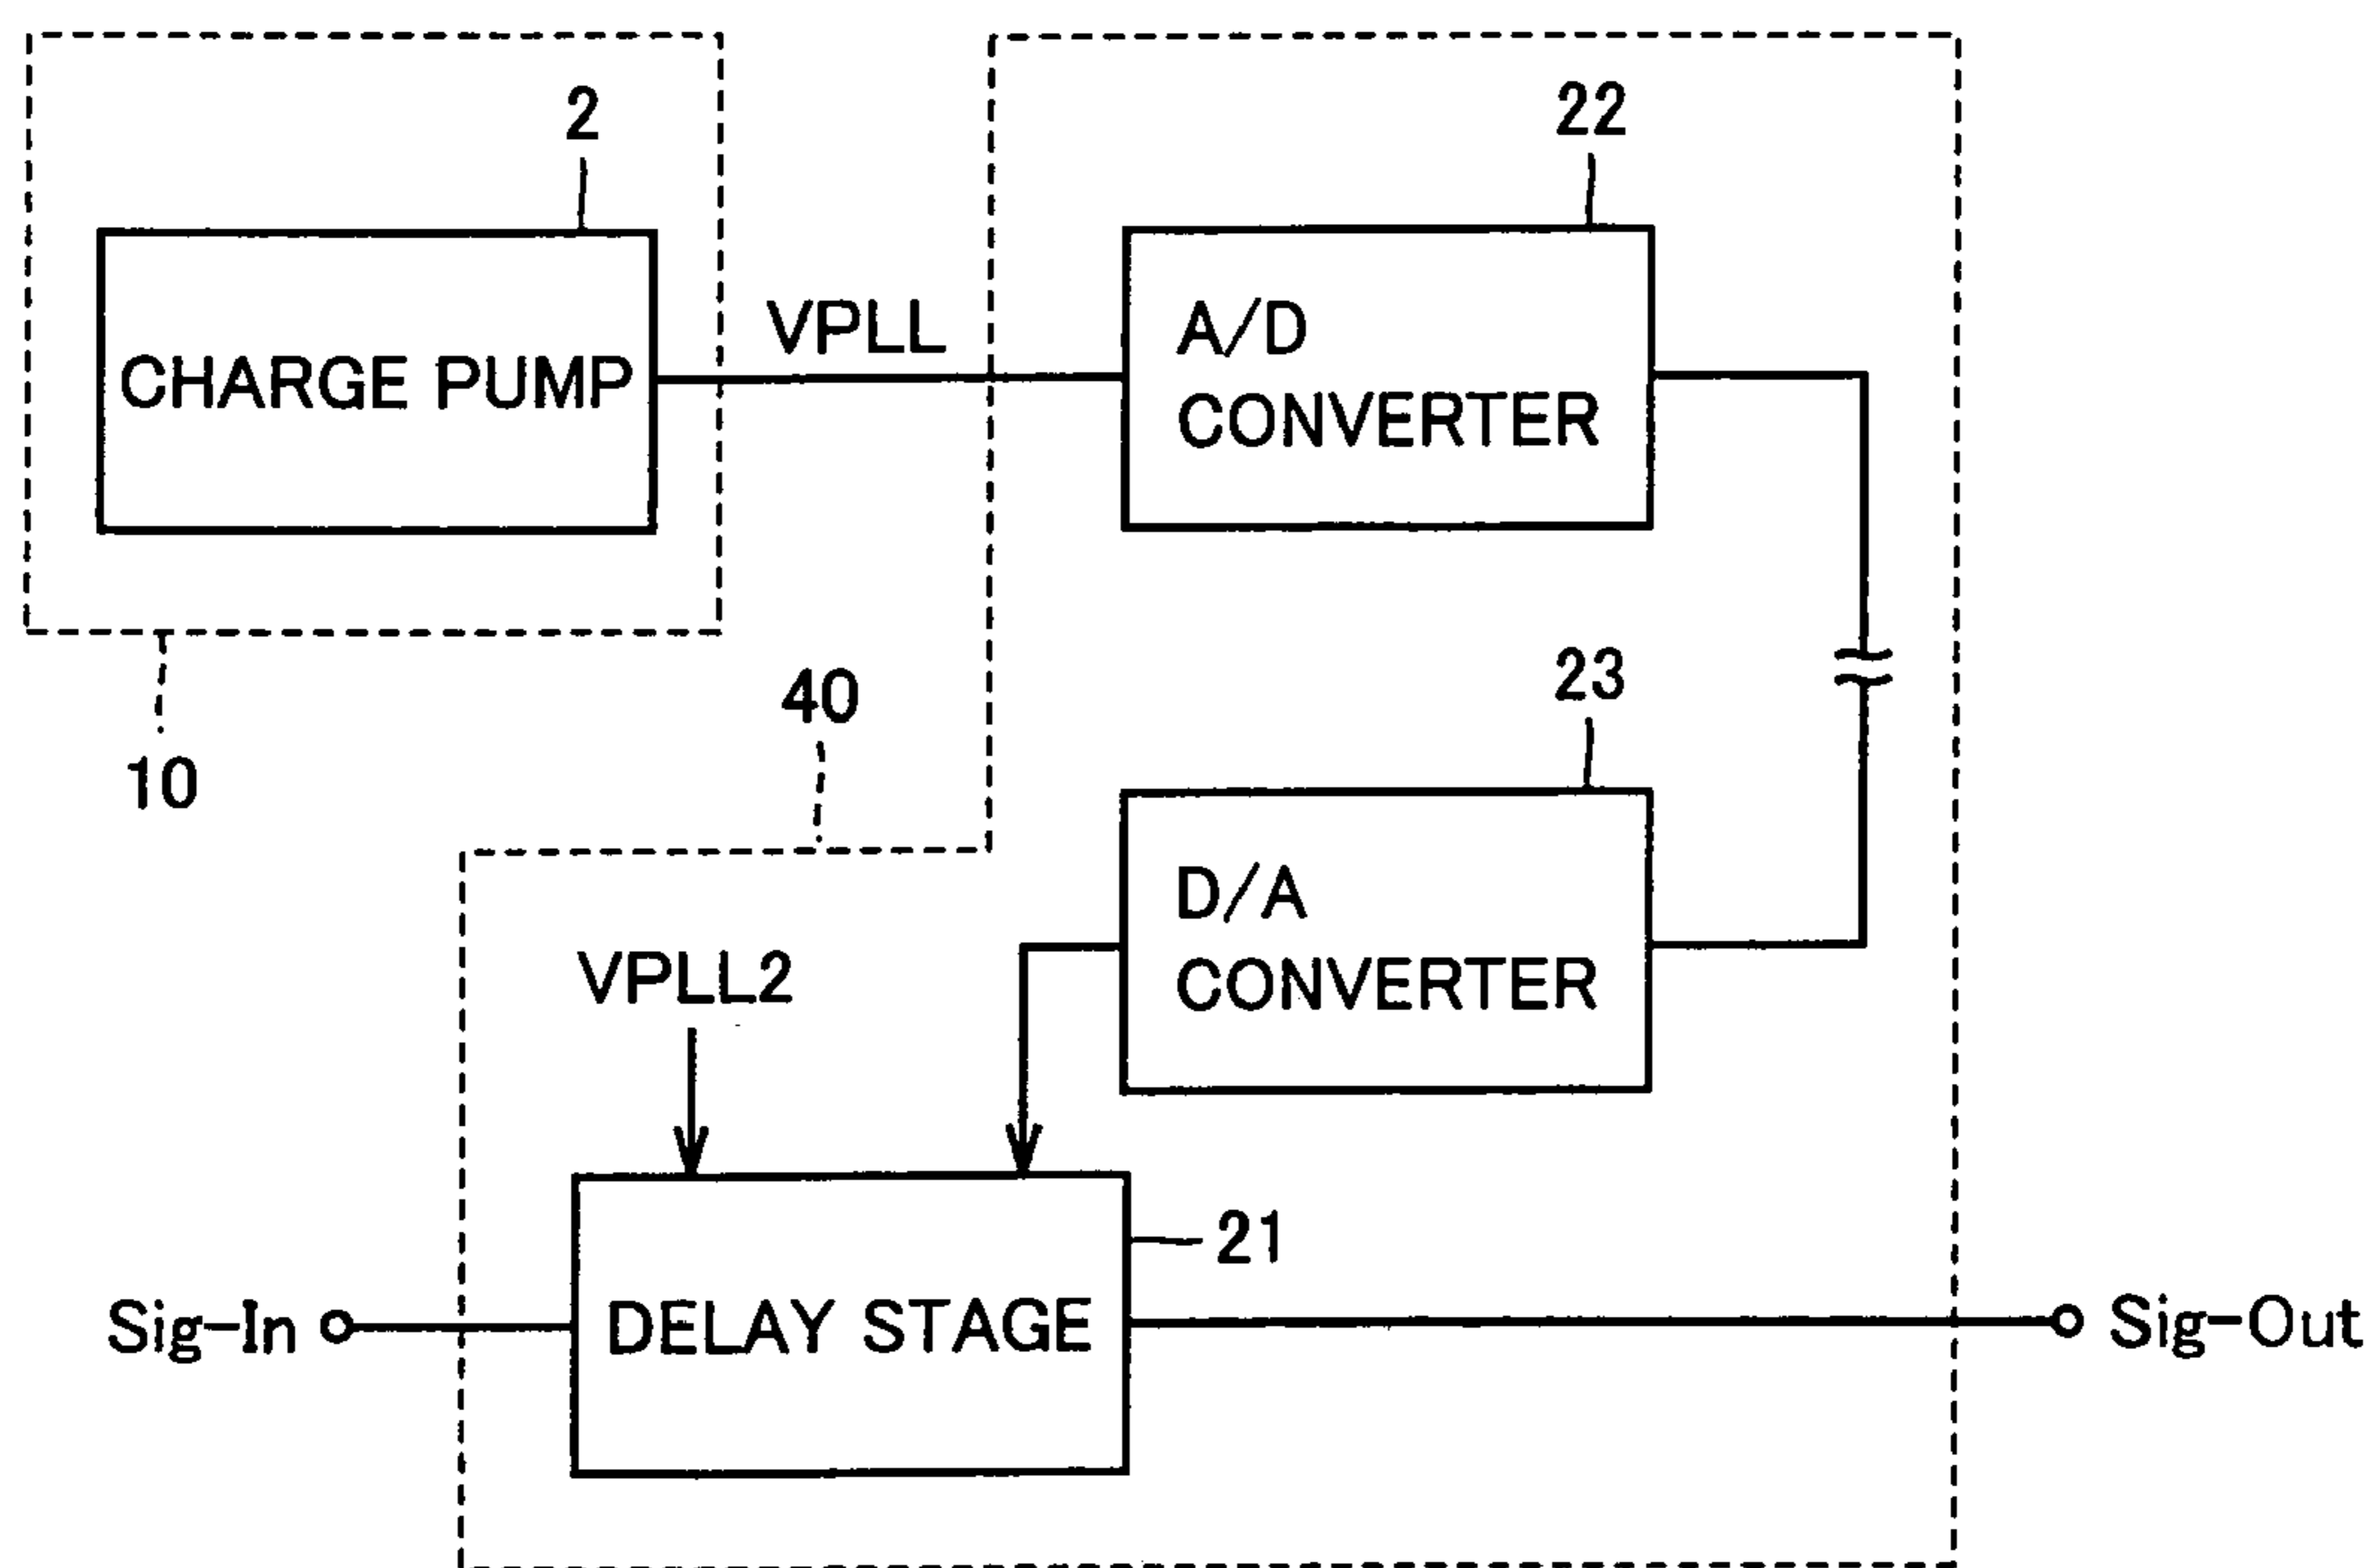 2
22
CHARGE PUMP
VPLL
A/D
CONVERTER
10
40
23
D/A
CONVERTER
VPLL2
21
Sig-In
DELAY STAGE
Sig-Out